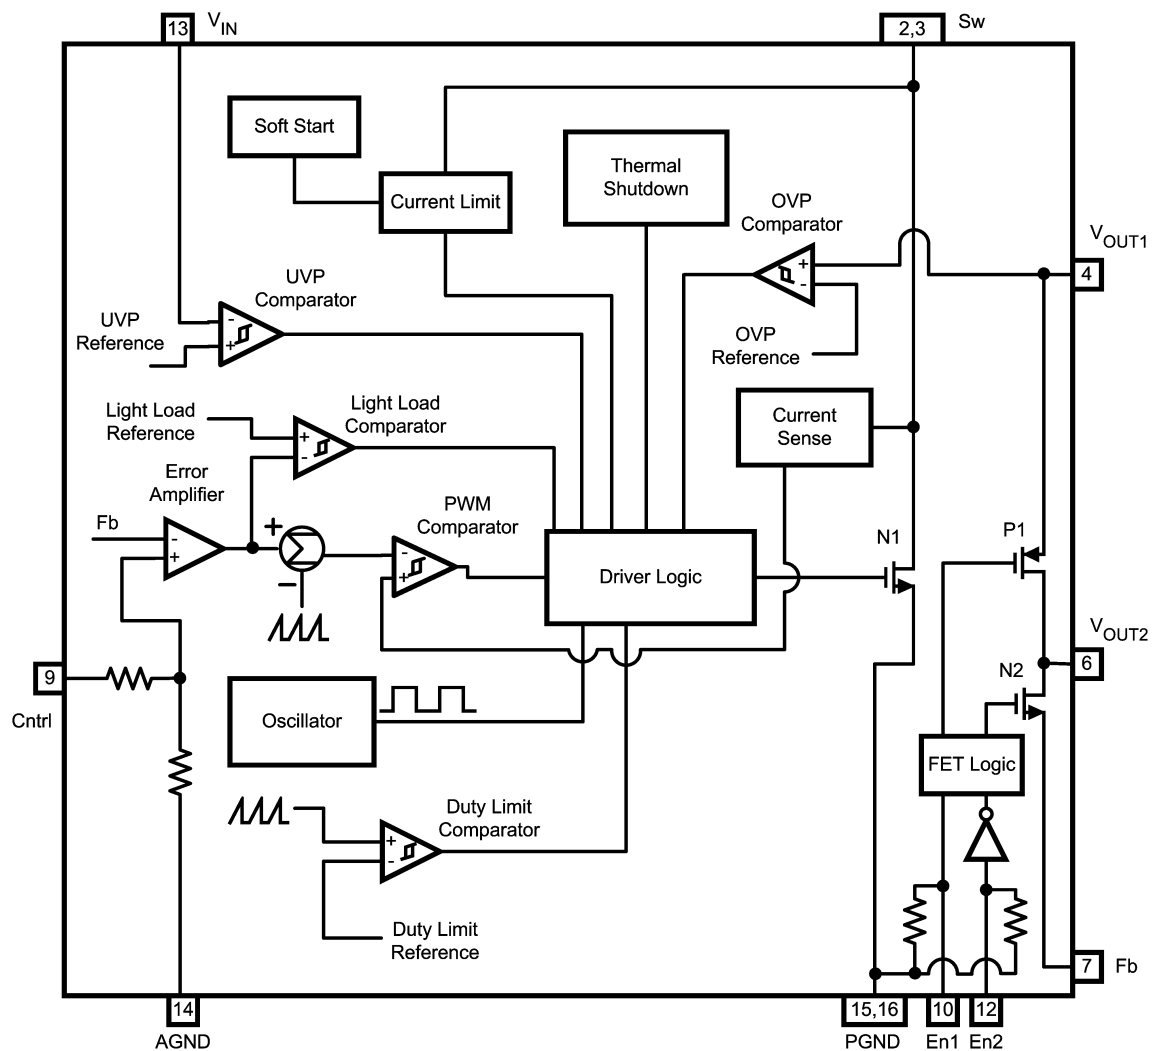 13
VIN
2,3
Sw
Soft Start
Thermal
Shutdown
Current Limit
OVP
Comparator
+
-
OVP
Reference
VOUT1
4
UVP
Comparator
-
+
UVP
Reference
Light Load
Reference
Light Load
Comparator
+
-
Current
Sense
Error
Amplifier
Fb
-
+
+
Σ
−
PWM
Comparator
-
+
Driver Logic
N1
P1
VOUT2
6
N2
9
Cntrl
Oscillator
FET Logic
Duty Limit
Comparator
+
-
Duty Limit
Reference
7
Fb
14
AGND
15,16
PGND
10
En1
12
En2